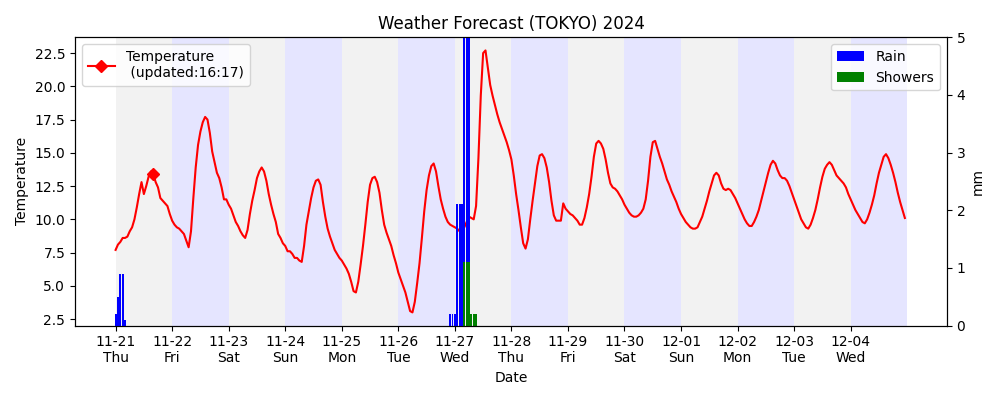 Weather Forecast (TOKYO) 2024
Temperature
(updated:16:17)
Rain
Showers
22.5
20.0
17.5
15.0
12.5
10.0
7.5
5.0
2.5
Temperature
5
4
3
2
1
0
mm
11-21 11-22 11-23 11-24 11-25 11-26 11-27 11-28 11-29 11-30 12-01 12-02 12-03 12-04
Thu Fri Sat Sun Mon Tue Wed Thu Fri Sat Sun Mon Tue Wed
Date